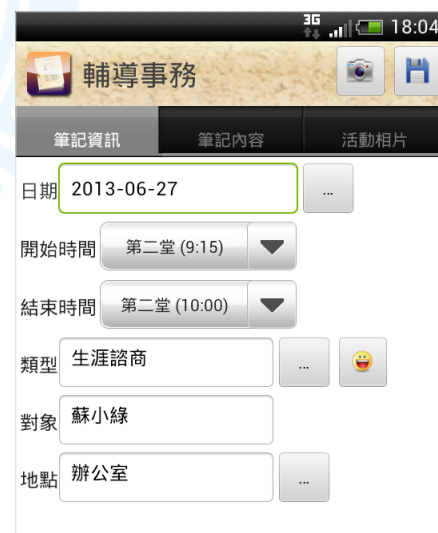 3G 18:04
輔導事務
筆記資訊 筆記內容 活動相片
日期 2013-06-27 ...
開始時間 第二堂 (9:15)
結束時間 第二堂 (10:00)
類型 生涯諮商 ...
對象 蘇小綠
地點 辦公室 ...